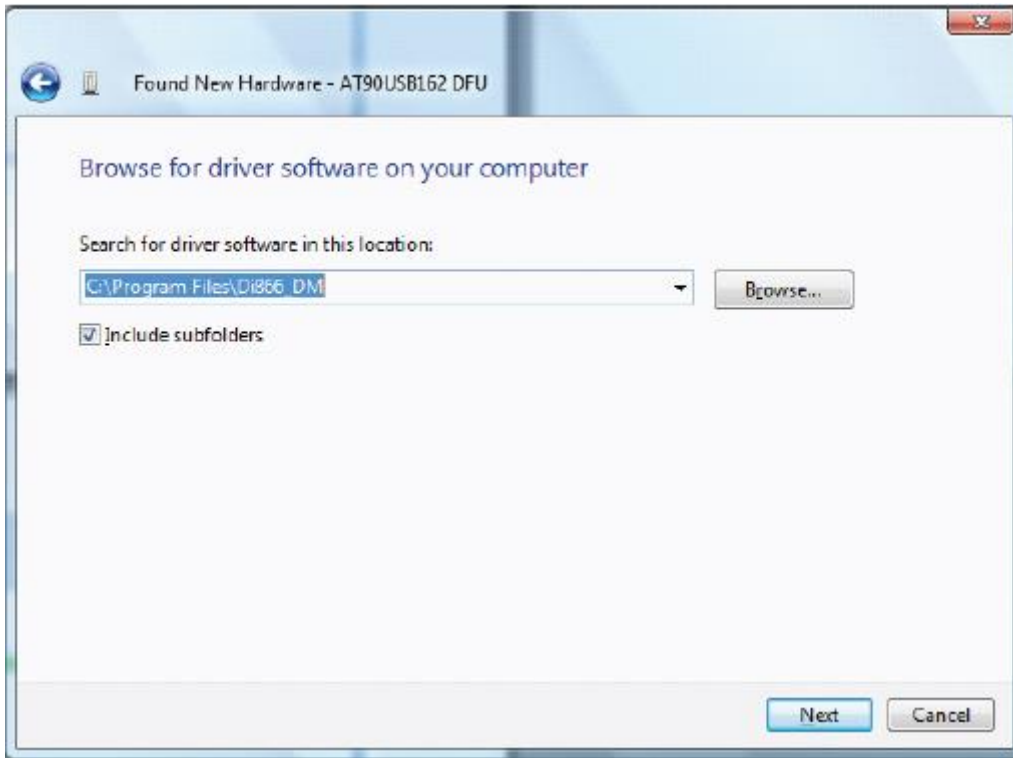 Found New Hardware - AT90USB162 DFU
Browse for driver software on your computer
Search for driver software in this location:
C:\Program Files\Di866_DM
Browse...
Include subfolders
Next
Cancel